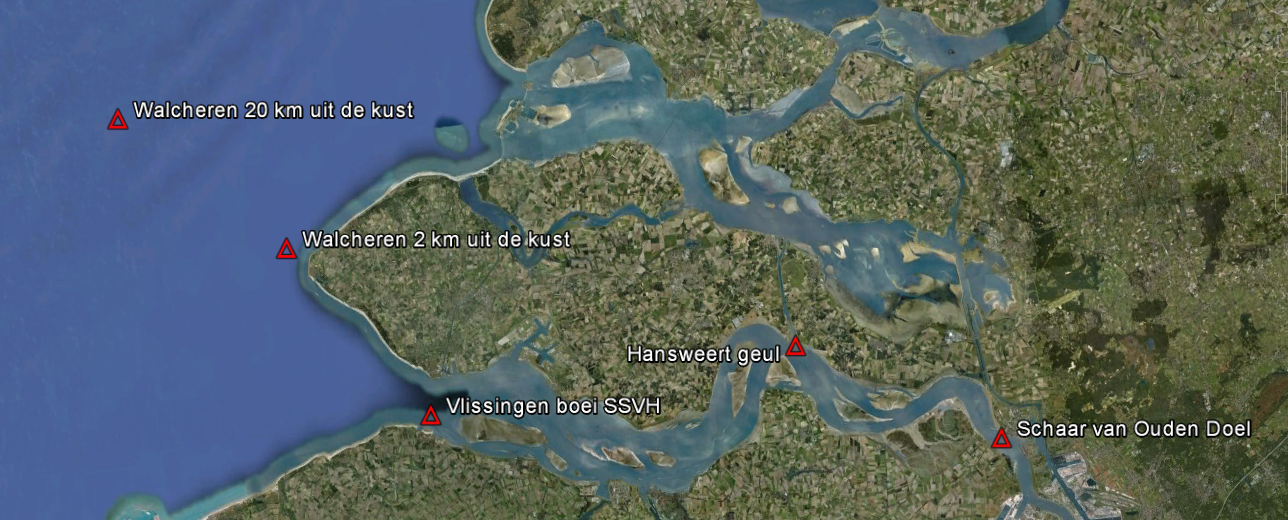 Walcheren 20 km uit de kust
Walcheren 2 km uit de kust
Hansweert geul
Vlissingen boei SSVH
Schaar van Ouden Doel